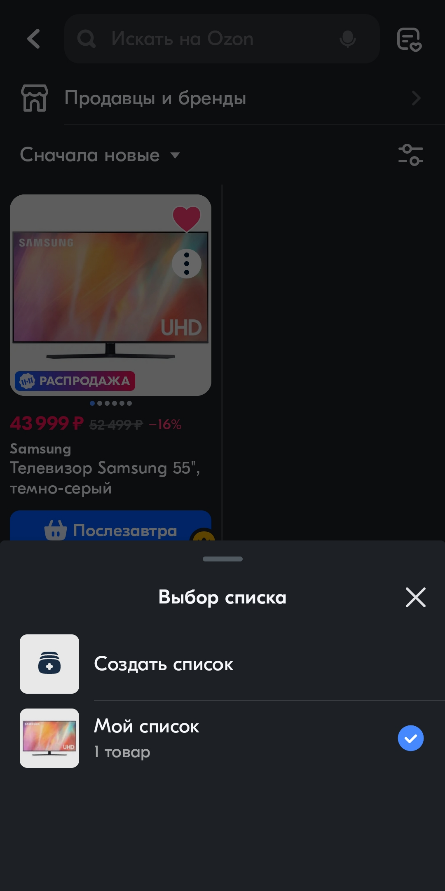 Искать на Ozon
Продавцы и бренды
Сначала новые
SAMSUNG
UHD
РАСПРОДАЖА
43 999 ₽ 52 499 ₽ −16%
Samsung
Телевизор Samsung 55",
темно-серый
Послезавтра
Выбор списка
Создать список
Мой список
UHD
1 товар